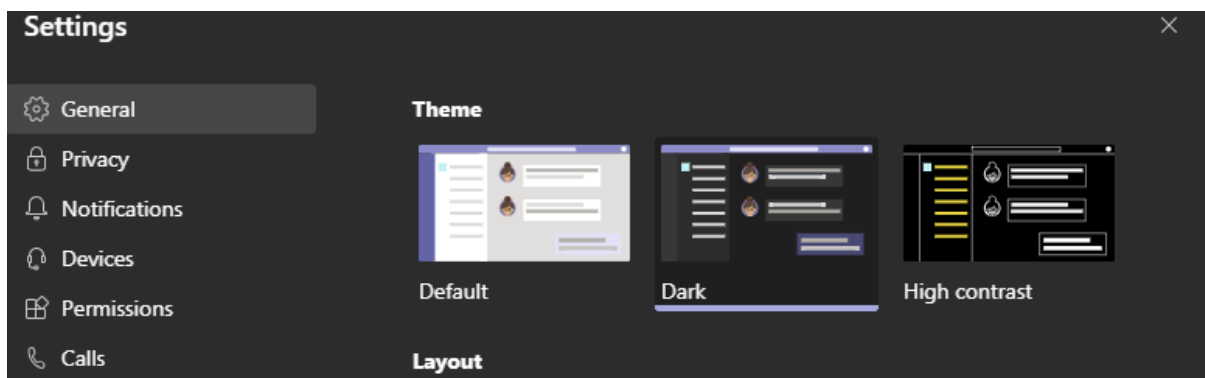 Settings
General
Privacy
Notifications
Devices
Permissions
Calls
Theme
Default
Dark
High contrast
Layout